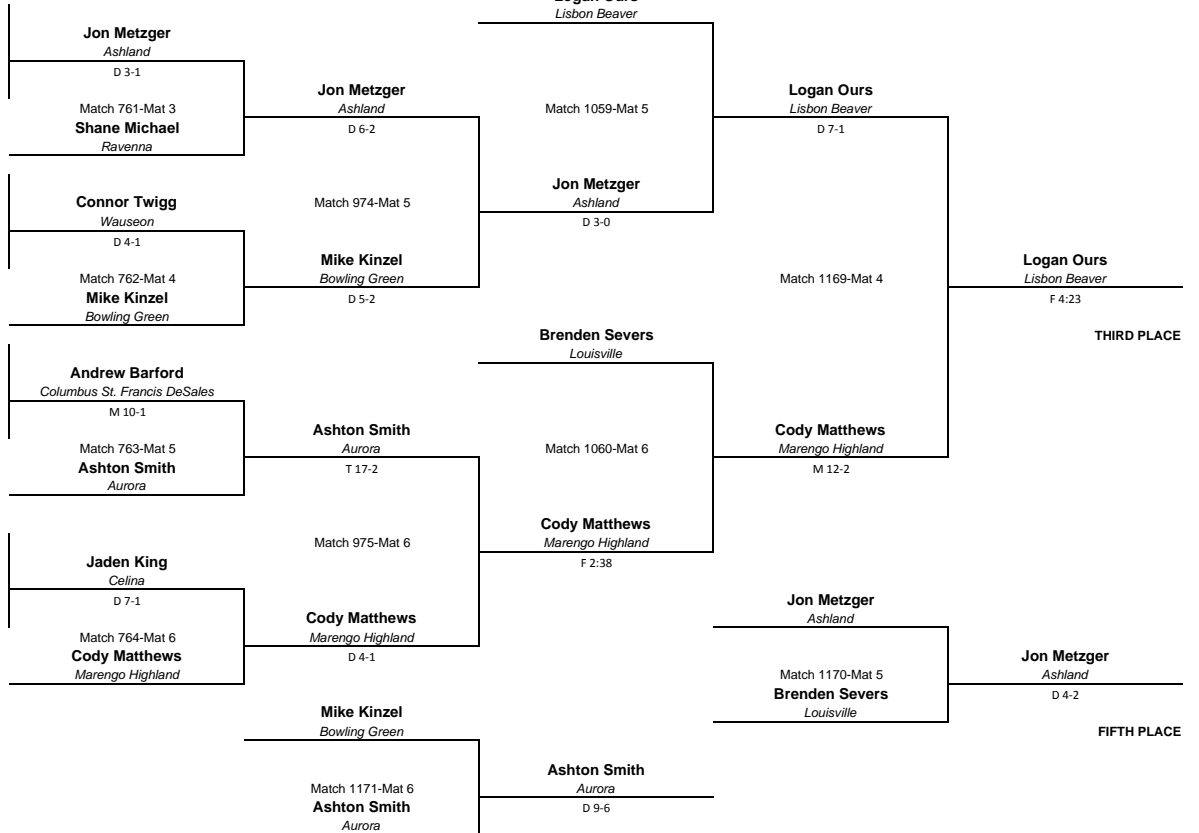 Jon Metzger
Ashland
D 3-1
Match 761-Mat 3
Shane Michael
Ravenna
Connor Twigg
Wauseon
D 4-1
Match 762-Mat 4
Mike Kinzel
Bowling Green
Andrew Barford
Columbus St. Francis DeSales
M 10-1
Match 763-Mat 5
Ashton Smith
Aurora
Jaden King
Celina
D 7-1
Match 764-Mat 6
Cody Matthews
Marengo Highland
Jon Metzger
Ashland
D 6-2
Match 974-Mat 5
Mike Kinzel
Bowling Green
D 5-2
Ashton Smith
Aurora
T 17-2
Match 975-Mat 6
Cody Matthews
Marengo Highland
D 4-1
Mike Kinzel
Bowling Green
Match 1171-Mat 6
Ashton Smith
Aurora
Logan Ours
Lisbon Beaver
Match 1059-Mat 5
Jon Metzger
Ashland
D 3-0
Brenden Severs
Louisville
Match 1060-Mat 6
Cody Matthews
Marengo Highland
F 2:38
Ashton Smith
Aurora
D 9-6
Logan Ours
Lisbon Beaver
D 7-1
Match 1169-Mat 4
Cody Matthews
Marengo Highland
M 12-2
Jon Metzger
Ashland
Match 1170-Mat 5
Brenden Severs
Louisville
Logan Ours
Lisbon Beaver
F 4:23
THIRD PLACE
Jon Metzger
Ashland
D 4-2
FIFTH PLACE